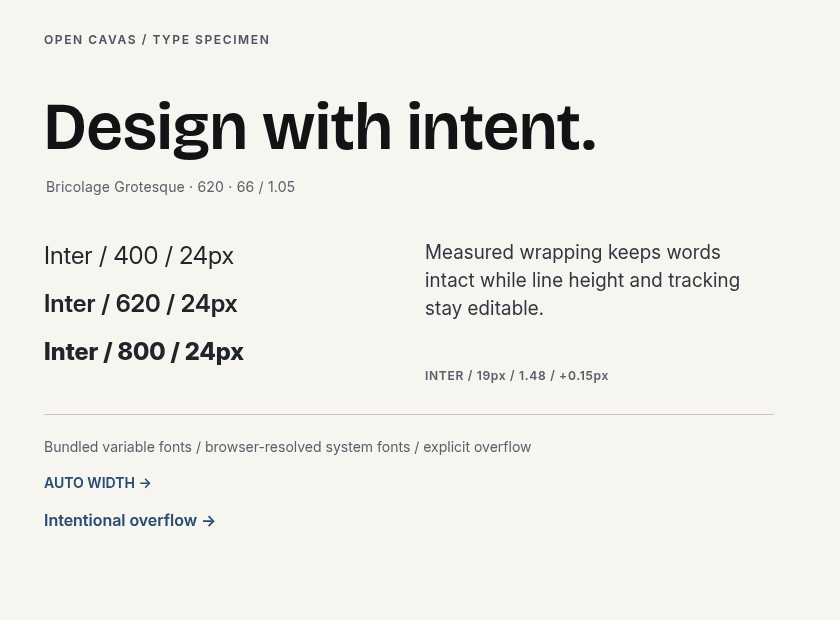 OPEN CAVAS / TYPE SPECIMEN
Design with intent.
Bricolage Grotesque · 620 · 66 / 1.05
Inter / 400 / 24px
Inter / 620 / 24px
Inter / 800 / 24px
Measured wrapping keeps words
intact while line height and tracking
stay editable.
INTER / 19px / 1.48 / +0.15px
Bundled variable fonts / browser-resolved system fonts / explicit overflow
AUTO WIDTH →
Intentional overflow →